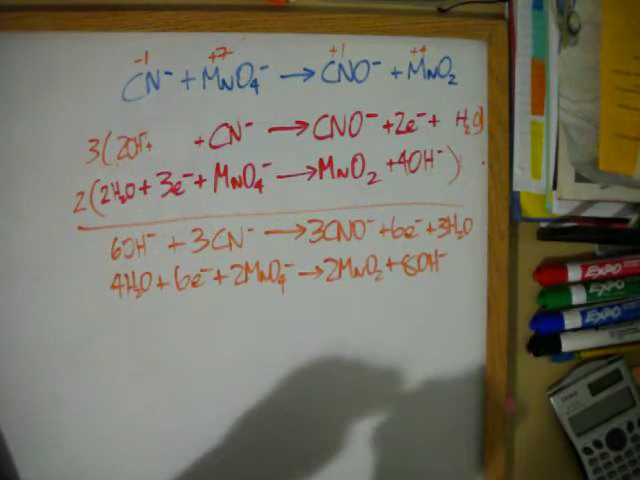 -1 +7 +1 +4
CN⁻ + MnO₄⁻ → CNO⁻ + MnO₂
3(2OH⁻ + CN⁻ → CNO⁻ + 2e⁻ + H₂O)
2(2H₂O + 3e⁻ + MnO₄⁻ → MnO₂ + 4OH⁻)
6OH⁻ + 3CN⁻ → 3CNO⁻ + 6e⁻ + 3H₂O
4H₂O + 6e⁻ + 2MnO₄⁻ → 2MnO₂ + 8OH⁻
EXPO
EXPO
EXPO
EXPO